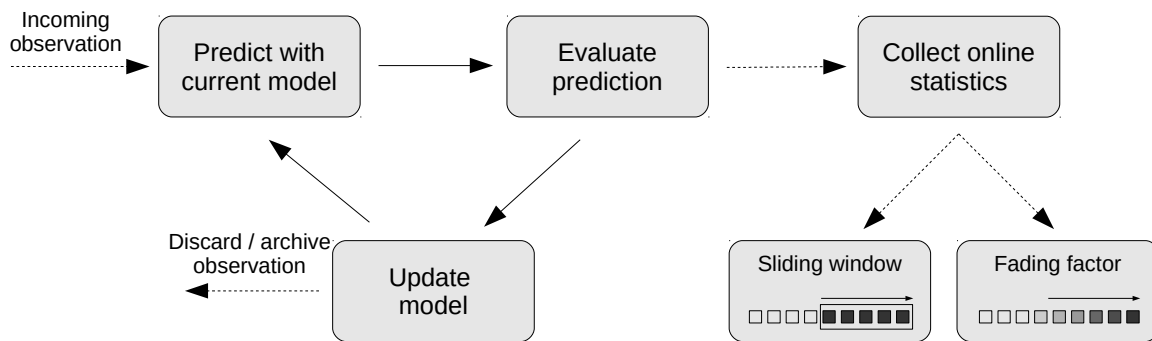 Incoming
observation
Predict with
current model
Evaluate
prediction
Collect online
statistics
Discard / archive
observation
Update
model
Sliding window
Fading factor